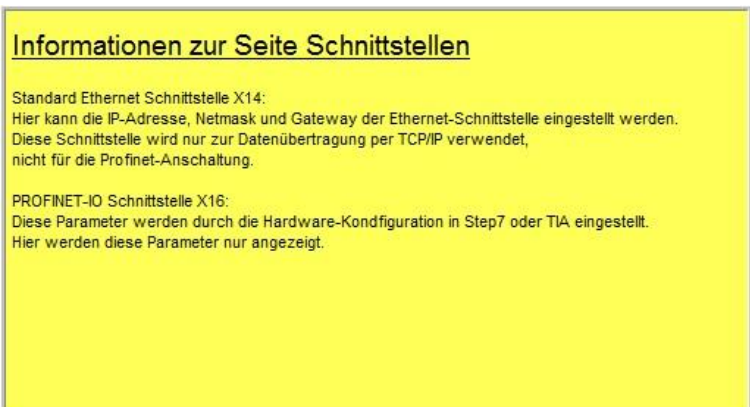 Informationen zur Seite Schnittstellen
Standard Ethernet Schnittstelle X14:
Hier kann die IP-Adresse, Netmask und Gateway der Ethernet-Schnittstelle eingestellt werden.
Diese Schnittstelle wird nur zur Datenübertragung per TCP/IP verwendet,
nicht für die Profinet-Anschaltung.
PROFINET-IO Schnittstelle X16:
Diese Parameter werden durch die Hardware-Kondfiguration in Step7 oder TIA eingestellt.
Hier werden diese Parameter nur angezeigt.